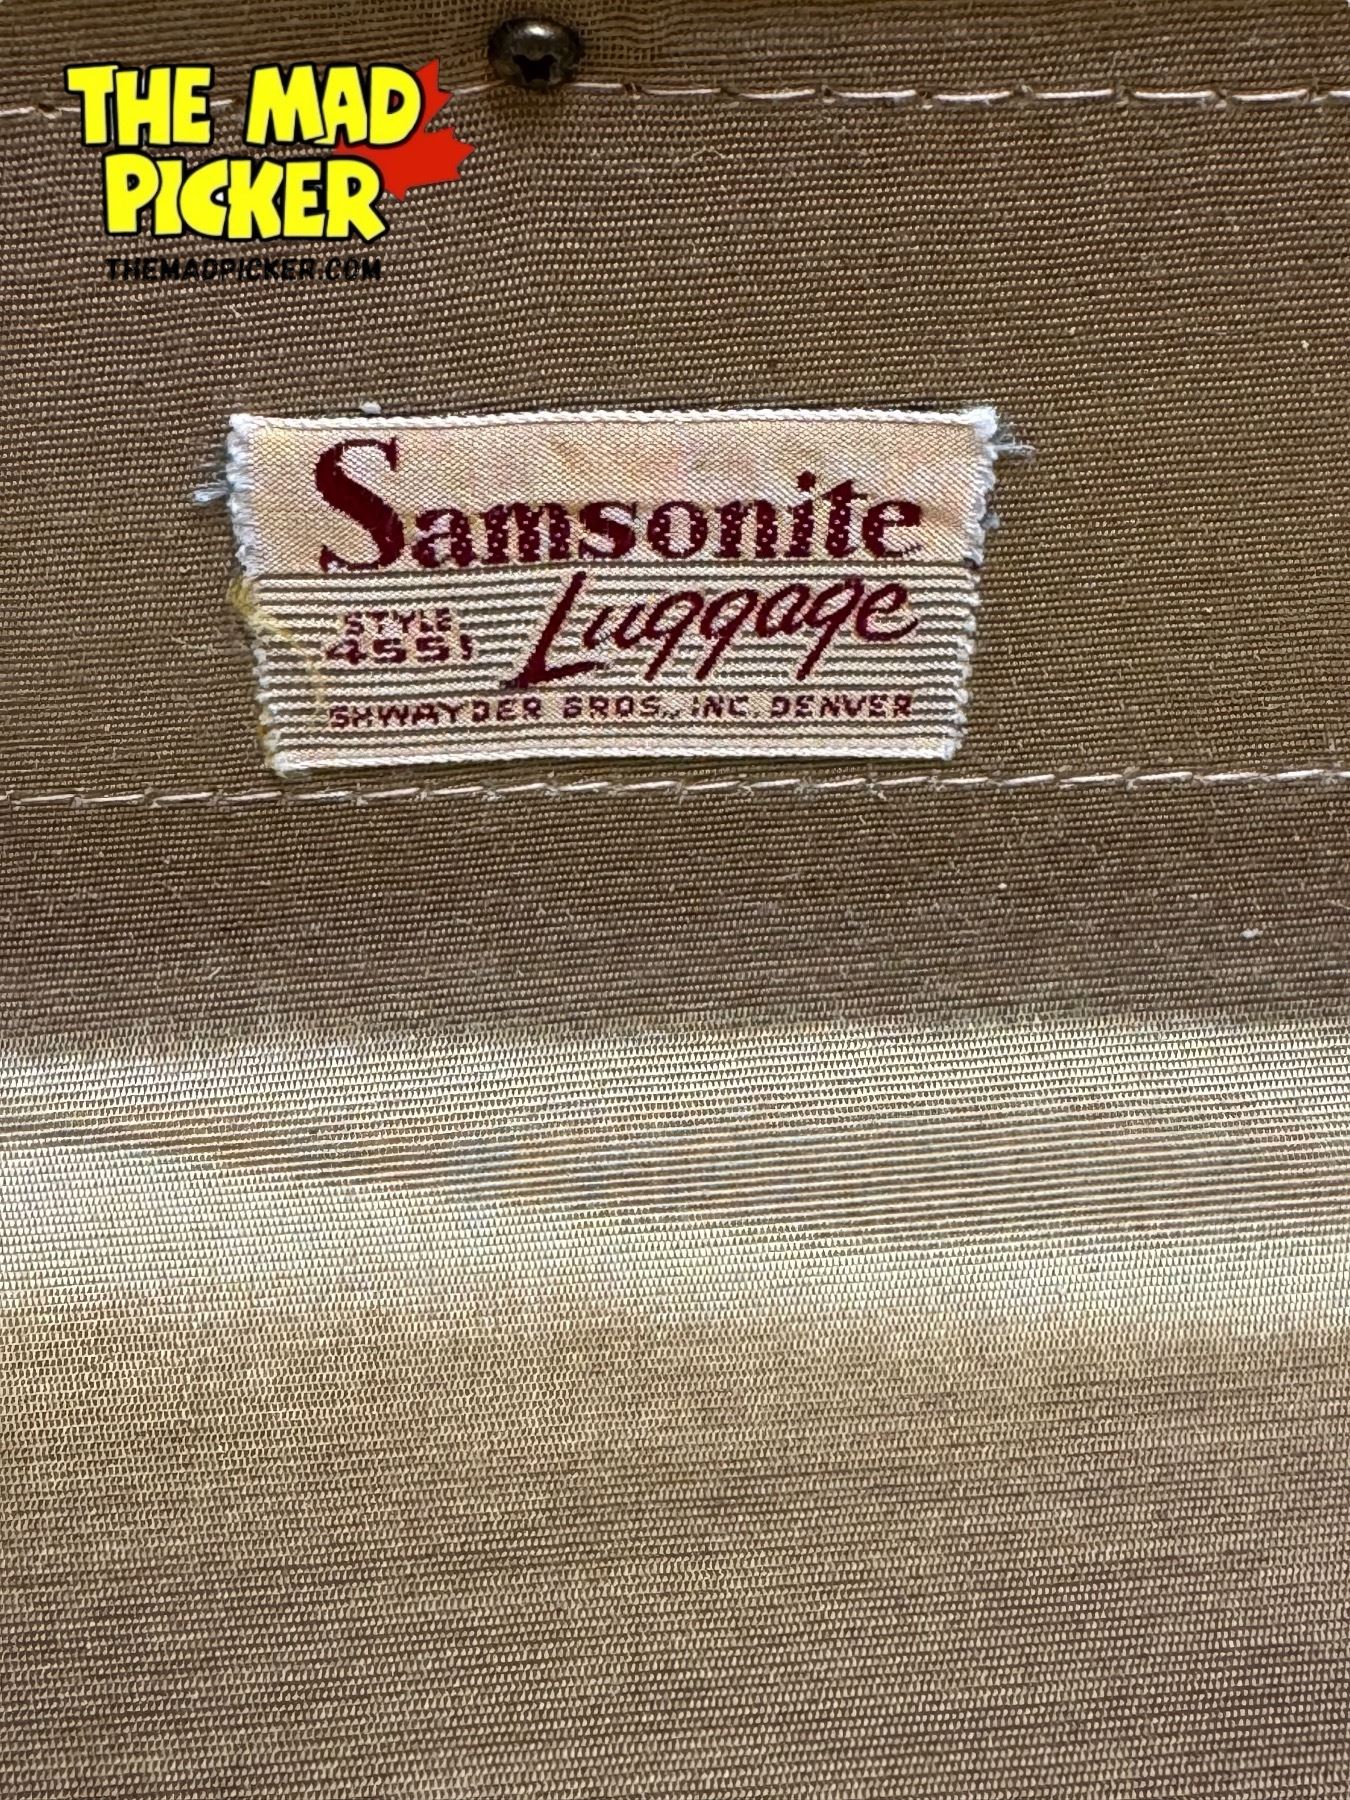 THE MAD
PICKER
THEMADPICKER.COM
Samsonite
Luggage
STYLE
4551
SHWAYDER BROS., INC. DENVER